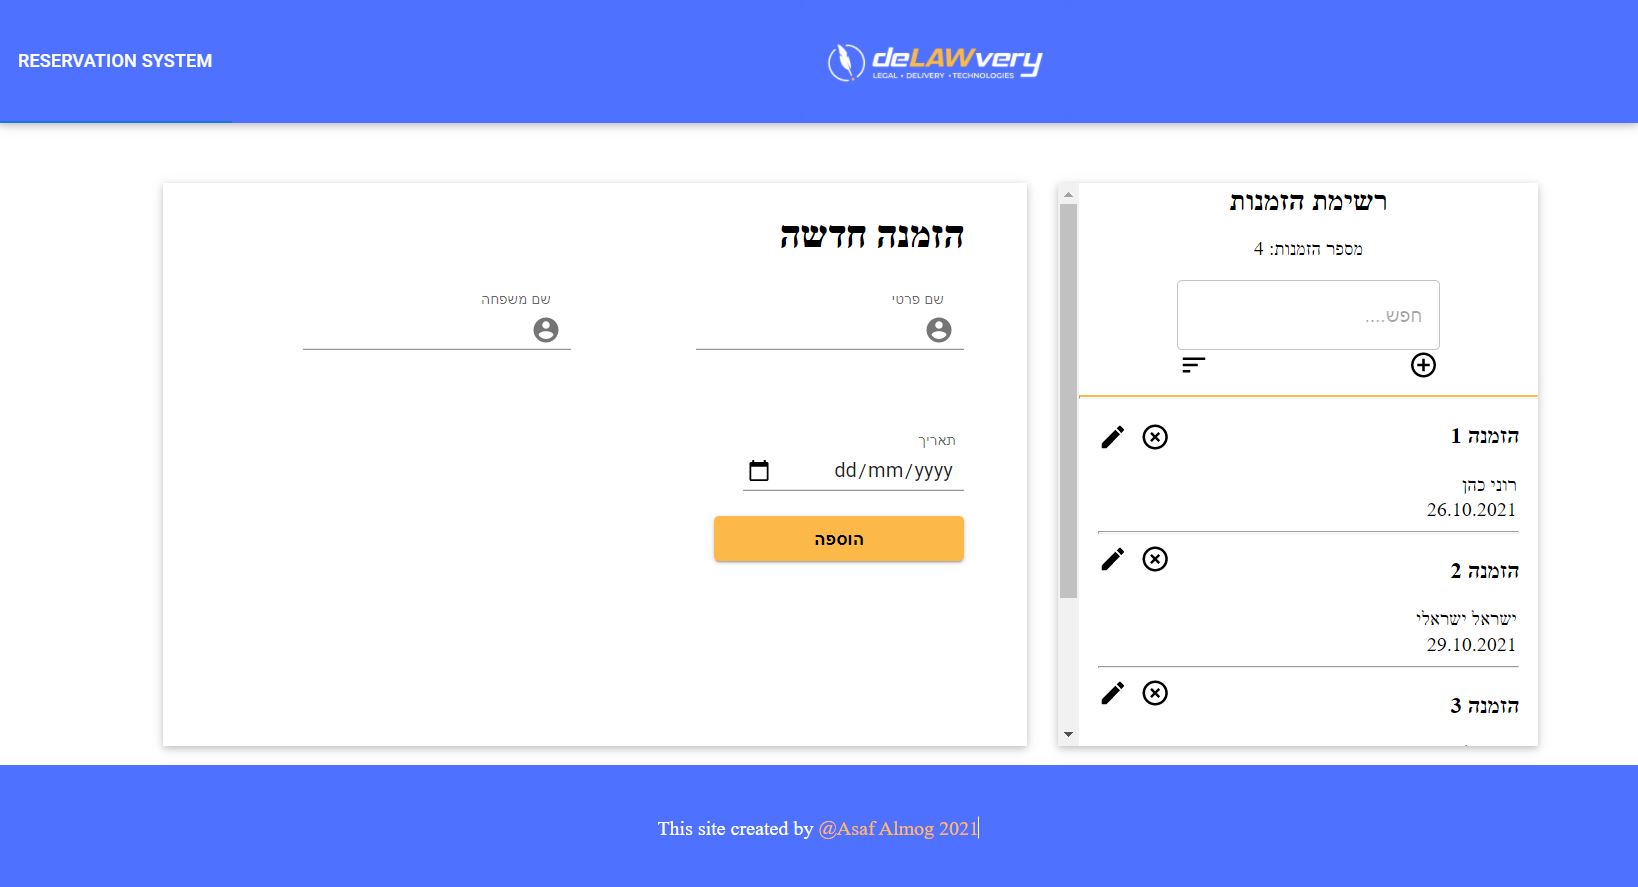 RESERVATION SYSTEM
deLAWvery
LEGAL • DELIVERY • TECHNOLOGIES
רשימת הזמנות
מספר הזמנות: 4
חפש....
הזמנה 1
רוני כהן
26.10.2021
הזמנה 2
ישראל ישראלי
29.10.2021
הזמנה 3
הזמנה חדשה
שם פרטי
שם משפחה
תאריך
dd/mm/yyyy
הוספה
This site created by @Asaf Almog 2021